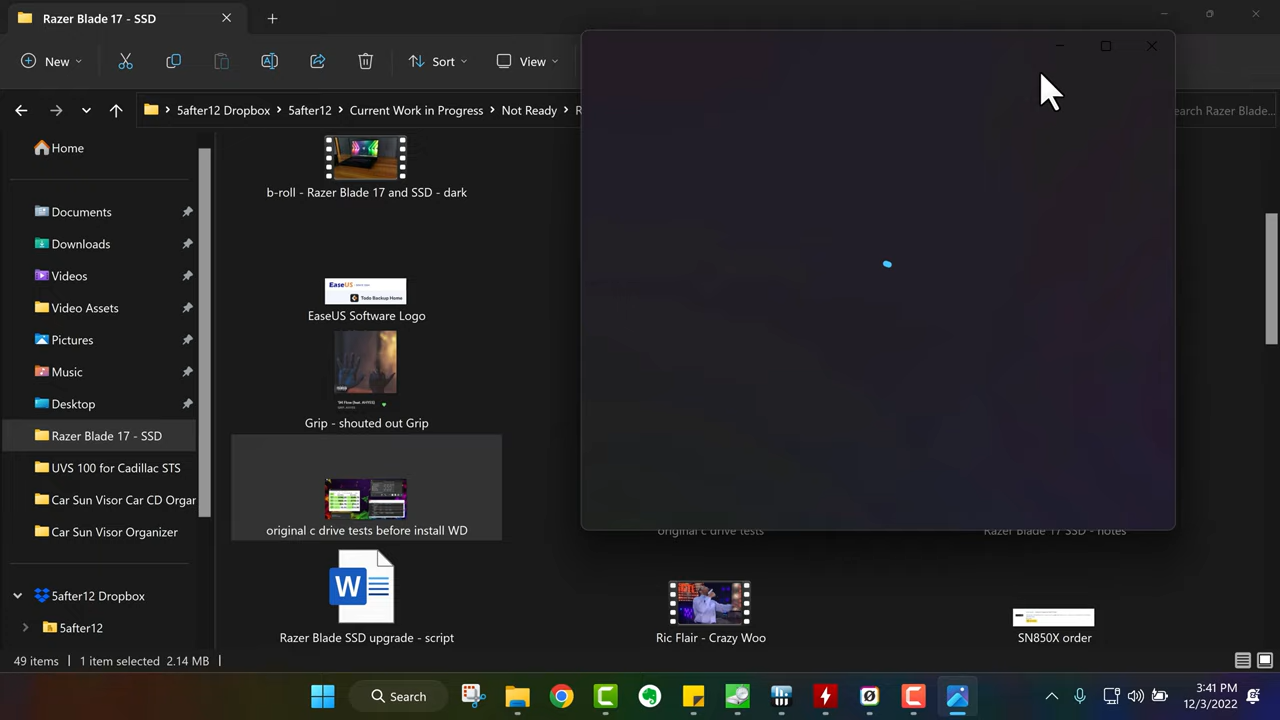 Razer Blade 17 - SSD
New
Sort
View
5after12 Dropbox
5after12
Current Work in Progress
Not Ready
Search Razer Blade...
Home
Documents
Downloads
Videos
Video Assets
Pictures
Music
Desktop
Razer Blade 17 - SSD
UVS 100 for Cadillac STS
Car Sun Visor Car CD Orgar
Car Sun Visor Organizer
5after12 Dropbox
5after12
b-roll - Razer Blade 17 and SSD - dark
EaseUS
Todo Backup Home
EaseUS Software Logo
Grip - shouted out Grip
original c drive tests before install WD
original c drive tests
Razer Blade 17 SSD - notes
W
Razer Blade SSD upgrade - script
Ric Flair - Crazy Woo
SN850X order
49 items
1 item selected 2.14 MB
Search
3:41 PM
12/3/2022